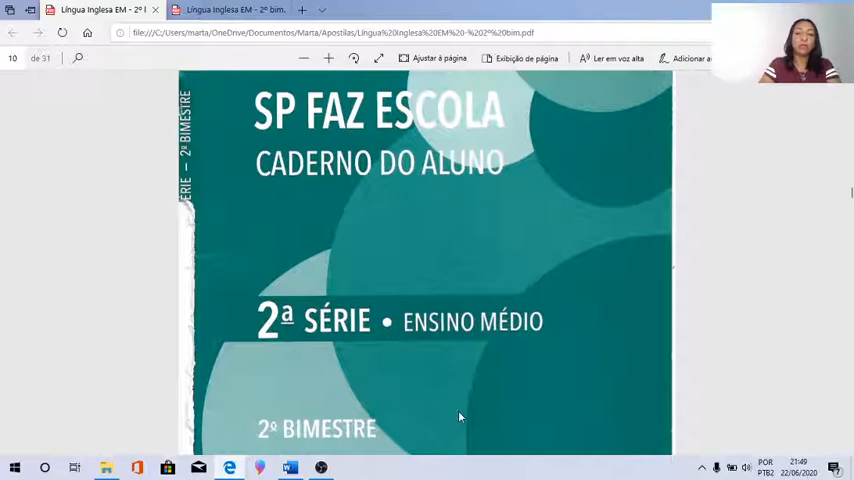 Língua Inglesa EM - 2º l
Língua Inglesa EM - 2º bim.
file:///C:/Users/marta/OneDrive/Documentos/Marta/Apostilas/Língua%20Inglesa%20EM%20-%202º%20bim.pdf
10 de 31
Ajustar à página
Exibição de página
Ler em voz alta
Adicionar a
SP FAZ ESCOLA
CADERNO DO ALUNO
ÉRIE – 2º BIMESTRE
2ª SÉRIE • ENSINO MÉDIO
2º BIMESTRE
POR
PTB2
21:49
22/06/2020